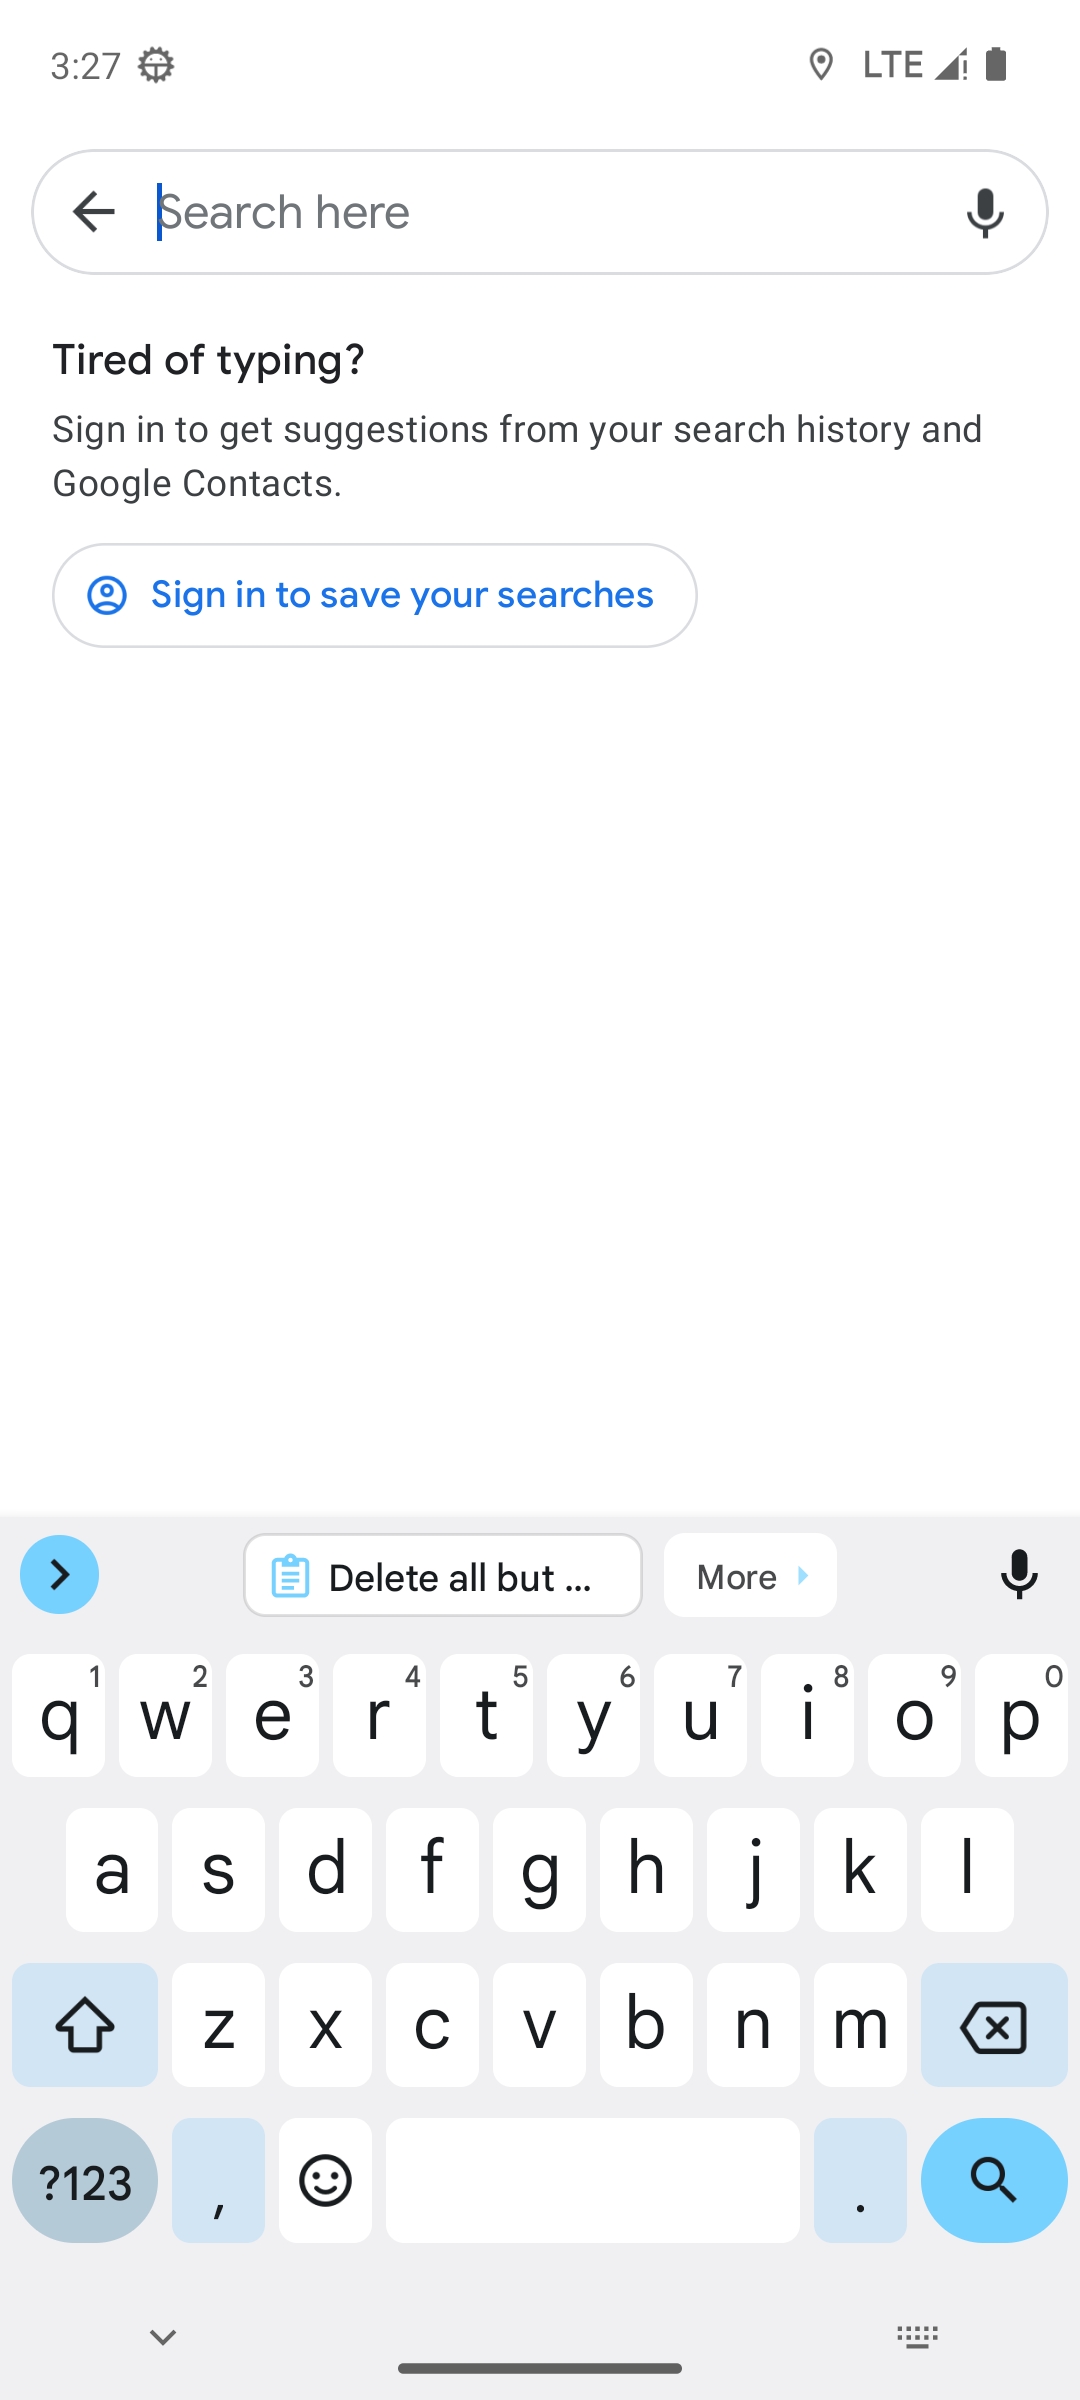 3:27 LTE
Search here
Tired of typing?
Sign in to get suggestions from your search history and
Google Contacts.
Sign in to save your searches
Delete all but ... More
q 1 w 2 e 3 r 4 t 5 y 6 u 7 i 8 o 9 p 0
a s d f g h j k l
z x c v b n m
?123 , .